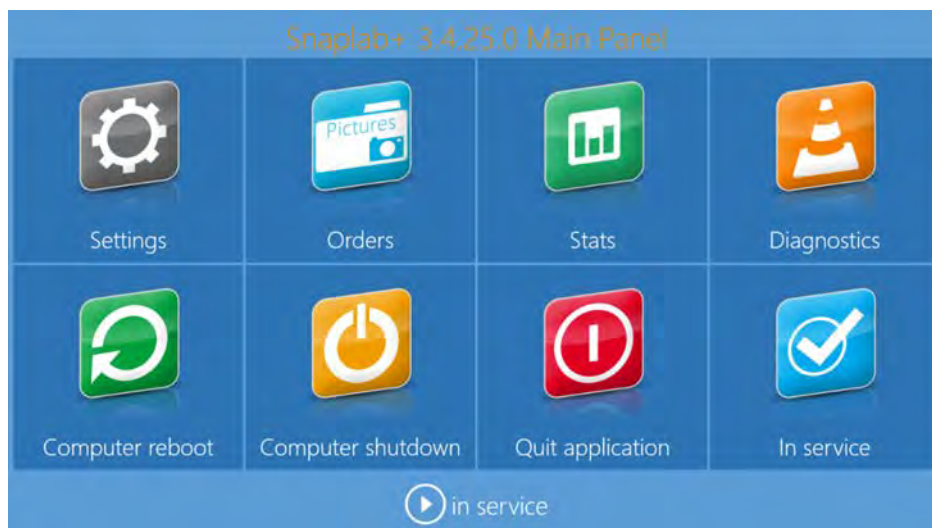 Snaplab+ 3.4.25.0 Main Panel
Pictures
Settings
Orders
Stats
Diagnostics
Computer reboot
Computer shutdown
Quit application
In service
in service